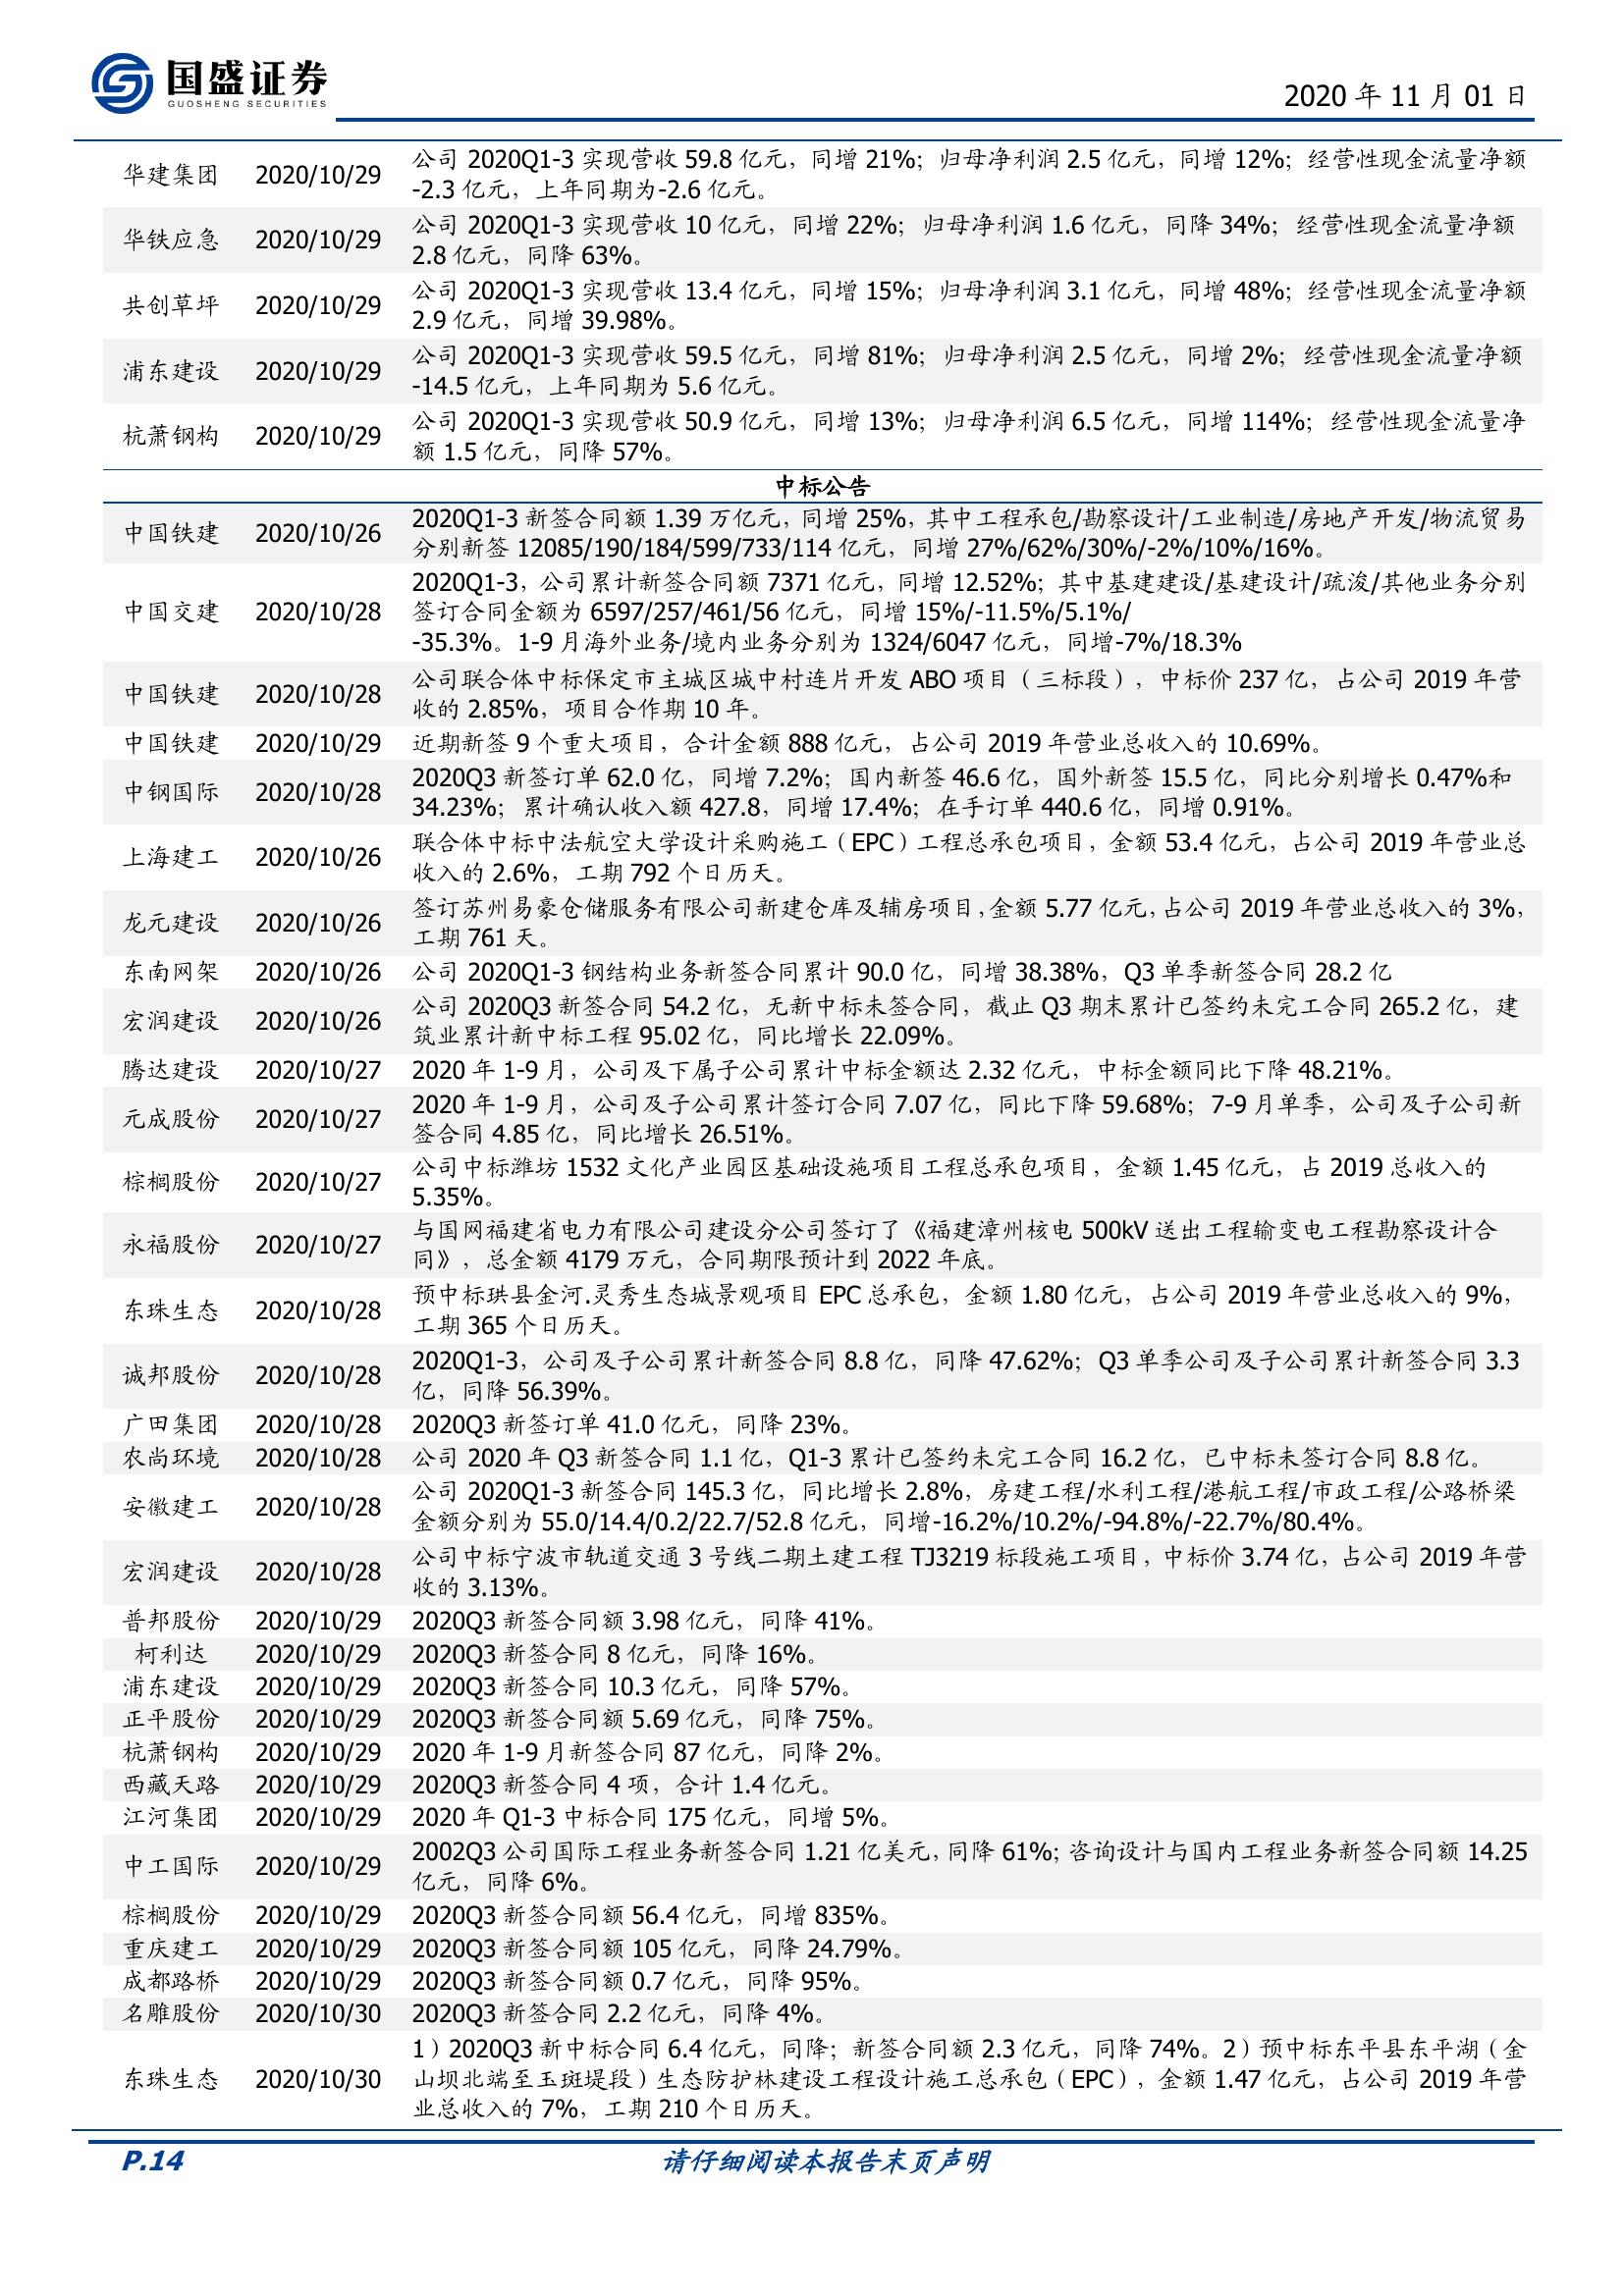 国盛证券
GUOSHENG SECURITIES
2020 年 11 月 01 日
华建集团 2020/10/29 公司 2020Q1-3 实现营收 59.8 亿元，同增 21%；归母净利润 2.5 亿元，同增 12%；经营性现金流量净额
-2.3 亿元，上年同期为-2.6 亿元。
华铁应急 2020/10/29 公司 2020Q1-3 实现营收 10 亿元，同增 22%；归母净利润 1.6 亿元，同降 34%；经营性现金流量净额
2.8 亿元，同降 63%。
共创草坪 2020/10/29 公司 2020Q1-3 实现营收 13.4 亿元，同增 15%；归母净利润 3.1 亿元，同增 48%；经营性现金流量净额
2.9 亿元，同增 39.98%。
浦东建设 2020/10/29 公司 2020Q1-3 实现营收 59.5 亿元，同增 81%；归母净利润 2.5 亿元，同增 2%；经营性现金流量净额
-14.5 亿元，上年同期为 5.6 亿元。
杭萧钢构 2020/10/29 公司 2020Q1-3 实现营收 50.9 亿元，同增 13%；归母净利润 6.5 亿元，同增 114%；经营性现金流量净
额 1.5 亿元，同降 57%。
中标公告
中国铁建 2020/10/26 2020Q1-3 新签合同额 1.39 万亿元，同增 25%，其中工程承包/勘察设计/工业制造/房地产开发/物流贸易
分别新签 12085/190/184/599/733/114 亿元，同增 27%/62%/30%/-2%/10%/16%。
中国交建 2020/10/28 2020Q1-3，公司累计新签合同额 7371 亿元，同增 12.52%；其中基建建设/基建设计/疏浚/其他业务分别
签订合同金额为 6597/257/461/56 亿元，同增 15%/-11.5%/5.1%/
-35.3%。1-9 月海外业务/境内业务分别为 1324/6047 亿元，同增-7%/18.3%
中国铁建 2020/10/28 公司联合体中标保定市主城区城中村连片开发 ABO 项目（三标段），中标价 237 亿，占公司 2019 年营
收的 2.85%，项目合作期 10 年。
中国铁建 2020/10/29 近期新签 9 个重大项目，合计金额 888 亿元，占公司 2019 年营业总收入的 10.69%。
中钢国际 2020/10/28 2020Q3 新签订单 62.0 亿，同增 7.2%；国内新签 46.6 亿，国外新签 15.5 亿，同比分别增长 0.47%和
34.23%；累计确认收入额 427.8，同增 17.4%；在手订单 440.6 亿，同增 0.91%。
上海建工 2020/10/26 联合体中标中法航空大学设计采购施工（EPC）工程总承包项目，金额 53.4 亿元，占公司 2019 年营业总
收入的 2.6%，工期 792 个日历天。
龙元建设 2020/10/26 签订苏州易豪仓储服务有限公司新建仓库及辅房项目，金额 5.77 亿元，占公司 2019 年营业总收入的 3%，
工期 761 天。
东南网架 2020/10/26 公司 2020Q1-3 钢结构业务新签合同累计 90.0 亿，同增 38.38%，Q3 单季新签合同 28.2 亿
宏润建设 2020/10/26 公司 2020Q3 新签合同 54.2 亿，无新中标未签合同，截止 Q3 期末累计已签约未完工合同 265.2 亿，建
筑业累计新中标工程 95.02 亿，同比增长 22.09%。
腾达建设 2020/10/27 2020 年 1-9 月，公司及下属子公司累计中标金额达 2.32 亿元，中标金额同比下降 48.21%。
元成股份 2020/10/27 2020 年 1-9 月，公司及子公司累计签订合同 7.07 亿，同比下降 59.68%；7-9 月单季，公司及子公司新
签合同 4.85 亿，同比增长 26.51%。
棕榈股份 2020/10/27 公司中标潍坊 1532 文化产业园区基础设施项目工程总承包项目，金额 1.45 亿元，占 2019 总收入的
5.35%。
永福股份 2020/10/27 与国网福建省电力有限公司建设分公司签订了《福建漳州核电 500kV 送出工程输变电工程勘察设计合
同》，总金额 4179 万元，合同期限预计到 2022 年底。
东珠生态 2020/10/28 预中标珙县金河.灵秀生态城景观项目 EPC 总承包，金额 1.80 亿元，占公司 2019 年营业总收入的 9%，
工期 365 个日历天。
诚邦股份 2020/10/28 2020Q1-3，公司及子公司累计新签合同 8.8 亿，同降 47.62%；Q3 单季公司及子公司累计新签合同 3.3
亿，同降 56.39%。
广田集团 2020/10/28 2020Q3 新签订单 41.0 亿元，同降 23%。
农尚环境 2020/10/28 公司 2020 年 Q3 新签合同 1.1 亿，Q1-3 累计已签约未完工合同 16.2 亿，已中标未签订合同 8.8 亿。
安徽建工 2020/10/28 公司 2020Q1-3 新签合同 145.3 亿，同比增长 2.8%，房建工程/水利工程/港航工程/市政工程/公路桥梁
金额分别为 55.0/14.4/0.2/22.7/52.8 亿元，同增-16.2%/10.2%/-94.8%/-22.7%/80.4%。
宏润建设 2020/10/28 公司中标宁波市轨道交通 3 号线二期土建工程 TJ3219 标段施工项目，中标价 3.74 亿，占公司 2019 年营
收的 3.13%。
普邦股份 2020/10/29 2020Q3 新签合同额 3.98 亿元，同降 41%。
柯利达 2020/10/29 2020Q3 新签合同 8 亿元，同降 16%。
浦东建设 2020/10/29 2020Q3 新签合同 10.3 亿元，同降 57%。
正平股份 2020/10/29 2020Q3 新签合同额 5.69 亿元，同降 75%。
杭萧钢构 2020/10/29 2020 年 1-9 月新签合同 87 亿元，同降 2%。
西藏天路 2020/10/29 2020Q3 新签合同 4 项，合计 1.4 亿元。
江河集团 2020/10/29 2020 年 Q1-3 中标合同 175 亿元，同增 5%。
中工国际 2020/10/29 2002Q3 公司国际工程业务新签合同 1.21 亿美元，同降 61%；咨询设计与国内工程业务新签合同额 14.25
亿元，同降 6%。
棕榈股份 2020/10/29 2020Q3 新签合同额 56.4 亿元，同增 835%。
重庆建工 2020/10/29 2020Q3 新签合同额 105 亿元，同降 24.79%。
成都路桥 2020/10/29 2020Q3 新签合同额 0.7 亿元，同降 95%。
名雕股份 2020/10/30 2020Q3 新签合同 2.2 亿元，同降 4%。
东珠生态 2020/10/30 1）2020Q3 新中标合同 6.4 亿元，同降；新签合同额 2.3 亿元，同降 74%。2）预中标东平县东平湖（金
山坝北端至玉斑堤段）生态防护林建设工程设计施工总承包（EPC），金额 1.47 亿元，占公司 2019 年营
业总收入的 7%，工期 210 个日历天。
P.14 请仔细阅读本报告末页声明